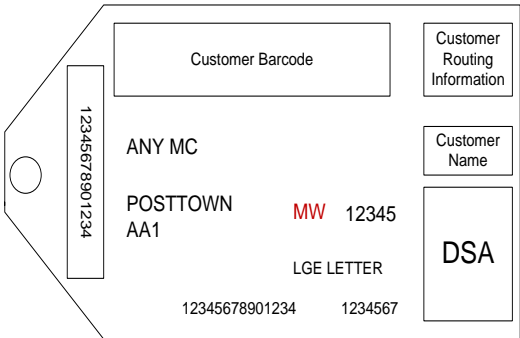 Customer Barcode
Customer
Routing
Information
12345678901234
ANY MC
Customer
Name
POSTTOWN
AA1
MW 12345
DSA
LGE LETTER
12345678901234 1234567